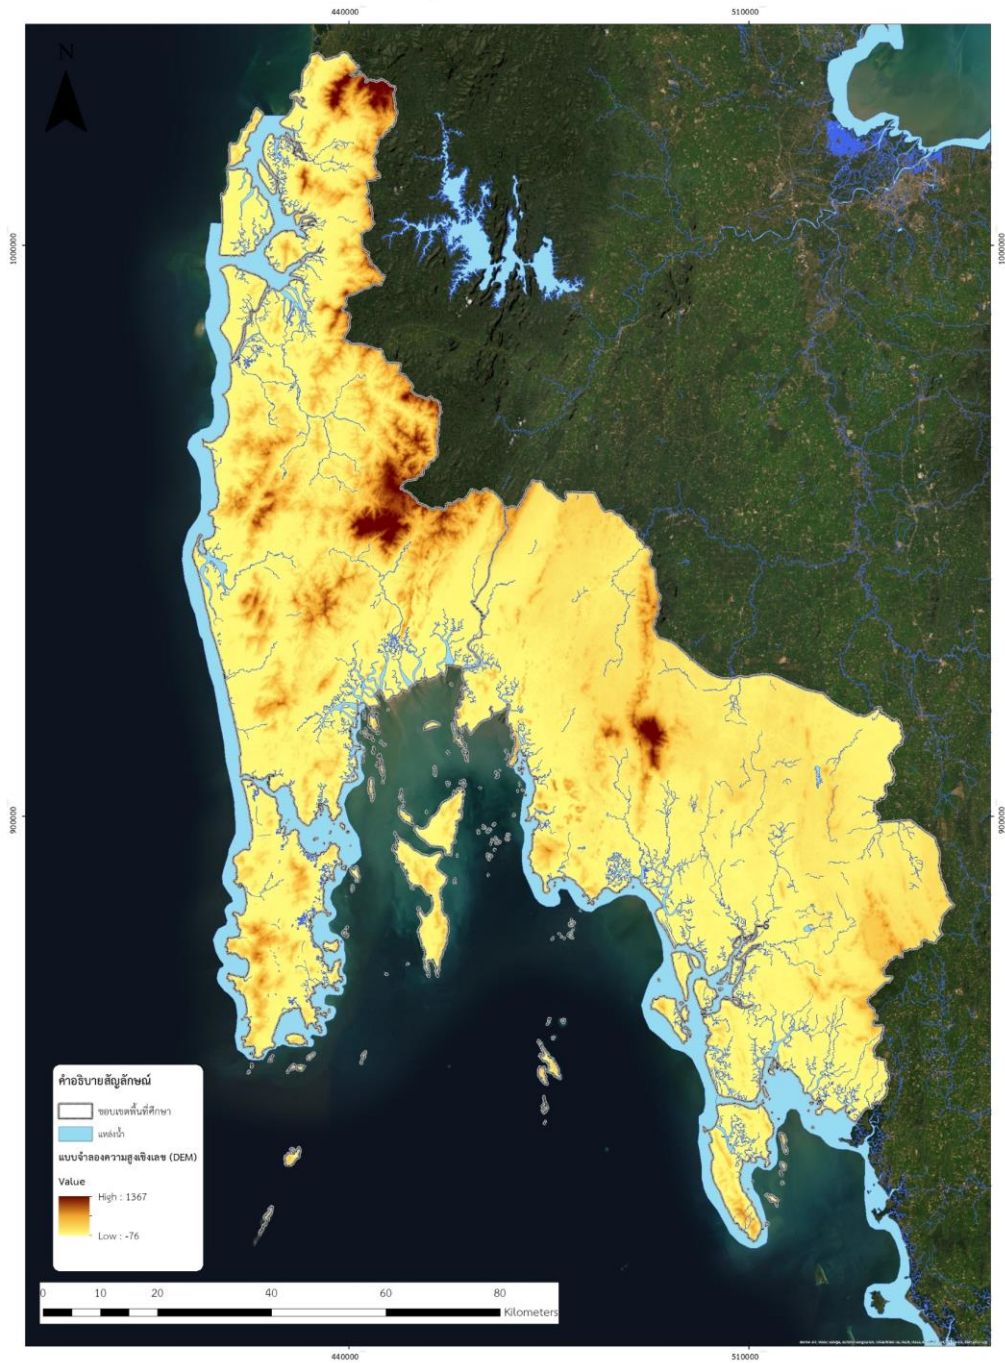 440000
510000
N
1000000
1000000
900000
900000
คำอธิบายสัญลักษณ์
ขอบเขตพื้นที่ศึกษา
แหล่งน้ำ
แบบจำลองความสูงเชิงเลข (DEM)
Value
High : 1367
Low : -76
0 10 20 40 60 80
Kilometers
440000
510000